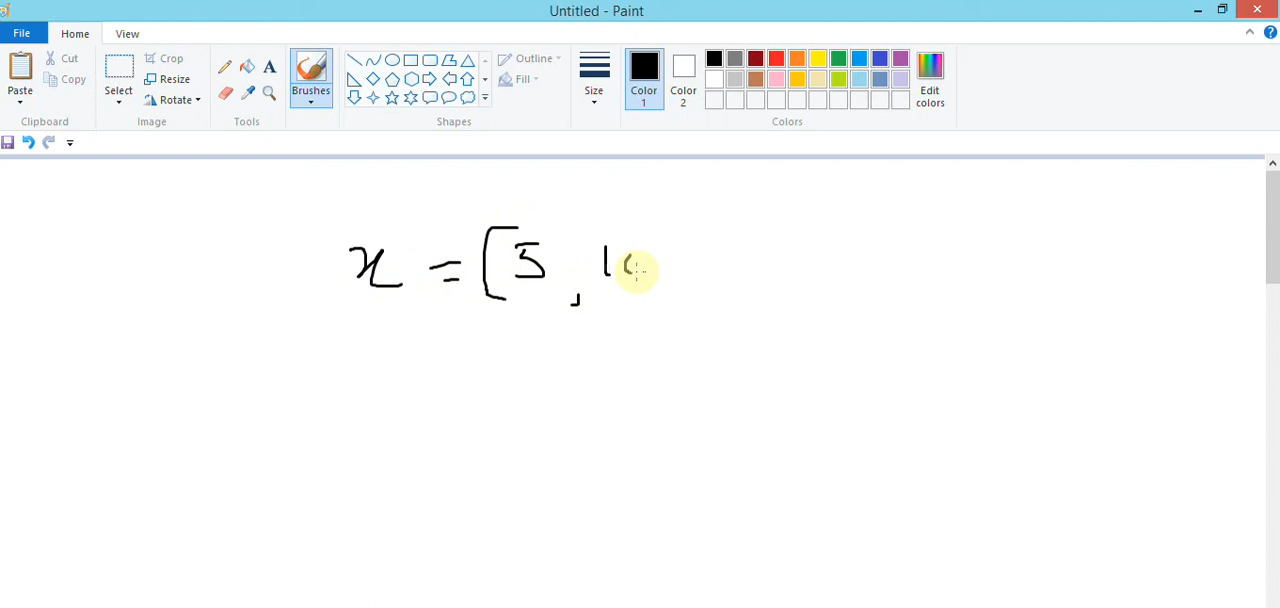 Untitled - Paint
File Home View
Paste
Cut
Copy
Clipboard
Select
Crop
Resize
Rotate
Image
A
Tools
Brushes
Outline
Fill
Shapes
Size
Color 1
Color 2
Edit colors
Colors
x = [5 , 1